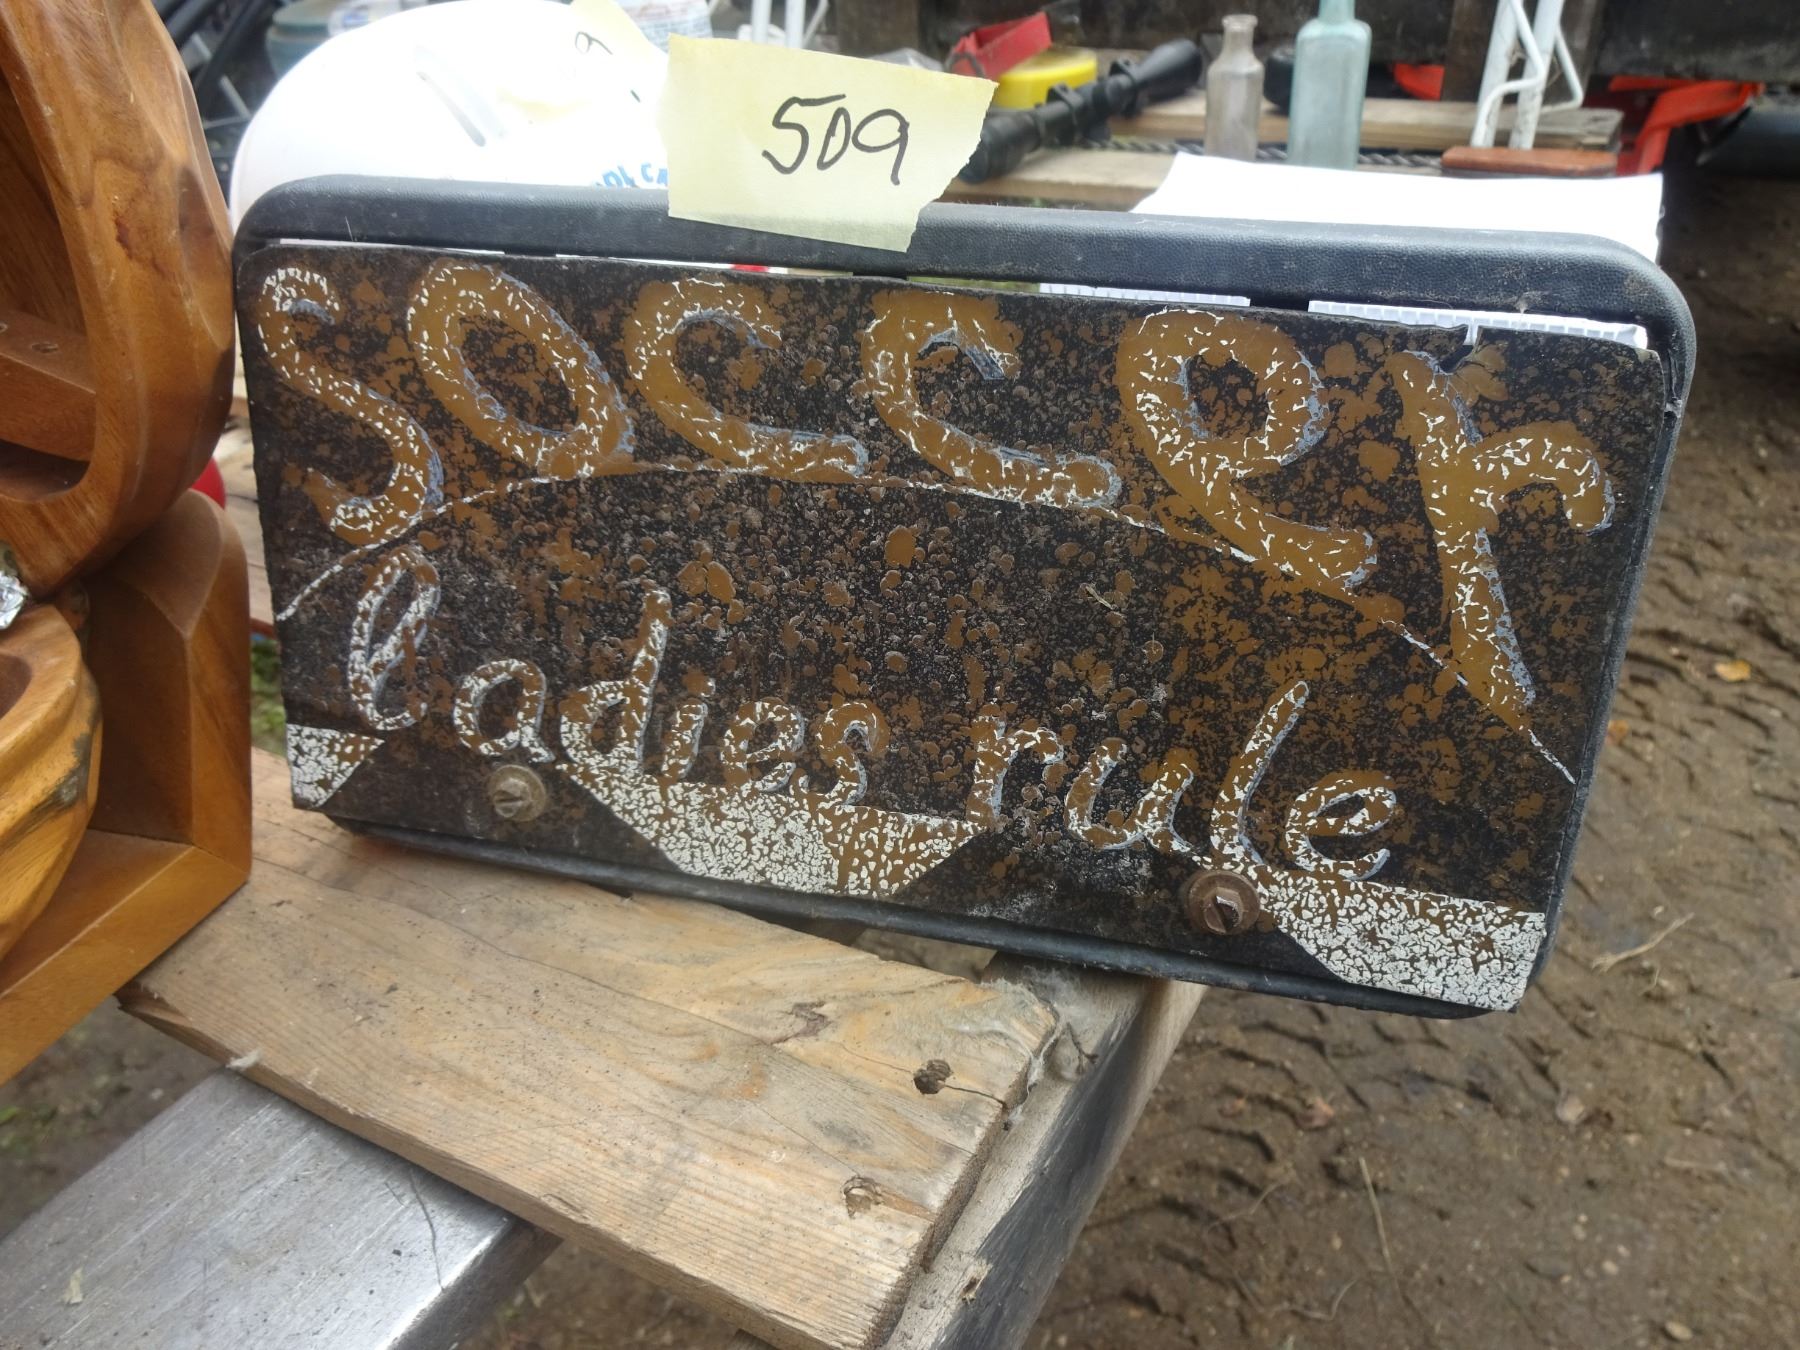 509
soccer
ladies rule